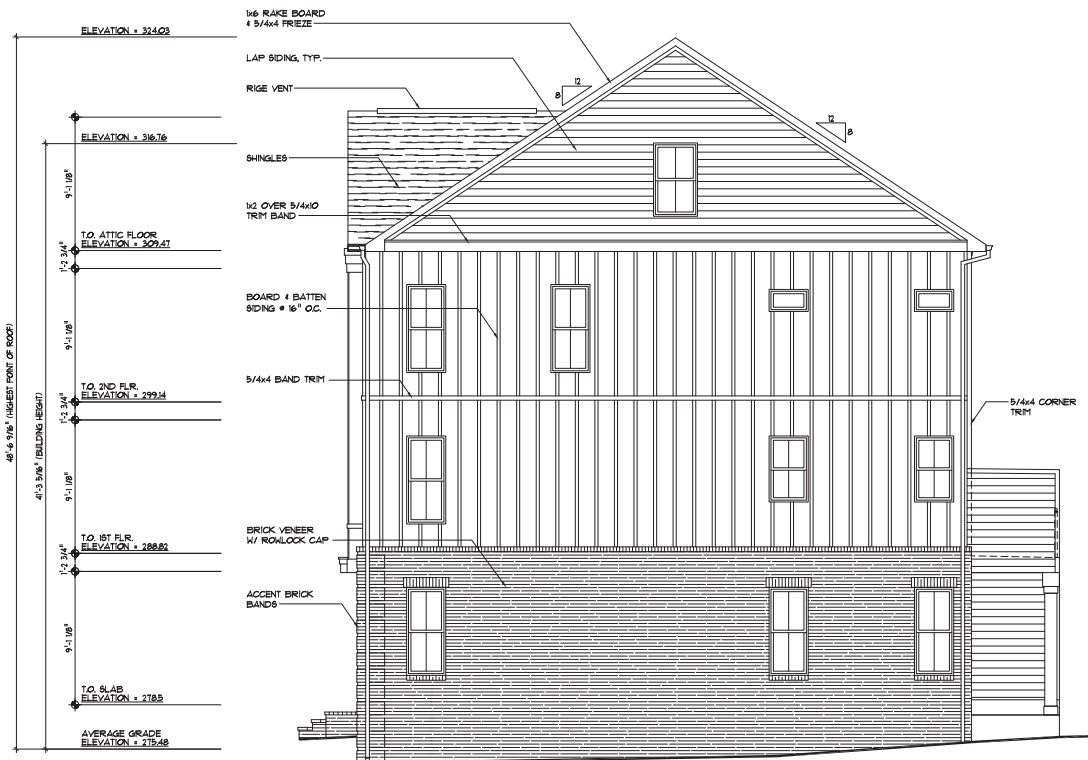 1x6 RAKE BOARD
& 5/4x4 FRIEZE
ELEVATION = 324.03
LAP SIDING, TYP.
12
8
RIGE VENT
12
8
ELEVATION = 316.76
SHINGLES
9'-1 1/8"
1x2 OVER 5/4x10
TRIM BAND
T.O. ATTIC FLOOR
ELEVATION = 309.47
1'-2 3/4"
BOARD & BATTEN
SIDING @ 16" O.C.
9'-1 1/8"
5/4x4 BAND TRIM
T.O. 2ND FLR.
ELEVATION = 299.14
1'-2 3/4"
5/4x4 CORNER
TRIM
48'-6 9/16" (HIGHEST POINT OF ROOF)
41'-3 5/16" (BUILDING HEIGHT)
9'-1 1/8"
BRICK VENEER
W/ ROWLOCK CAP
T.O. 1ST FLR.
ELEVATION = 288.82
1'-2 3/4"
ACCENT BRICK
BANDS
9'-1 1/8"
T.O. SLAB
ELEVATION = 278.5
AVERAGE GRADE
ELEVATION = 275.48